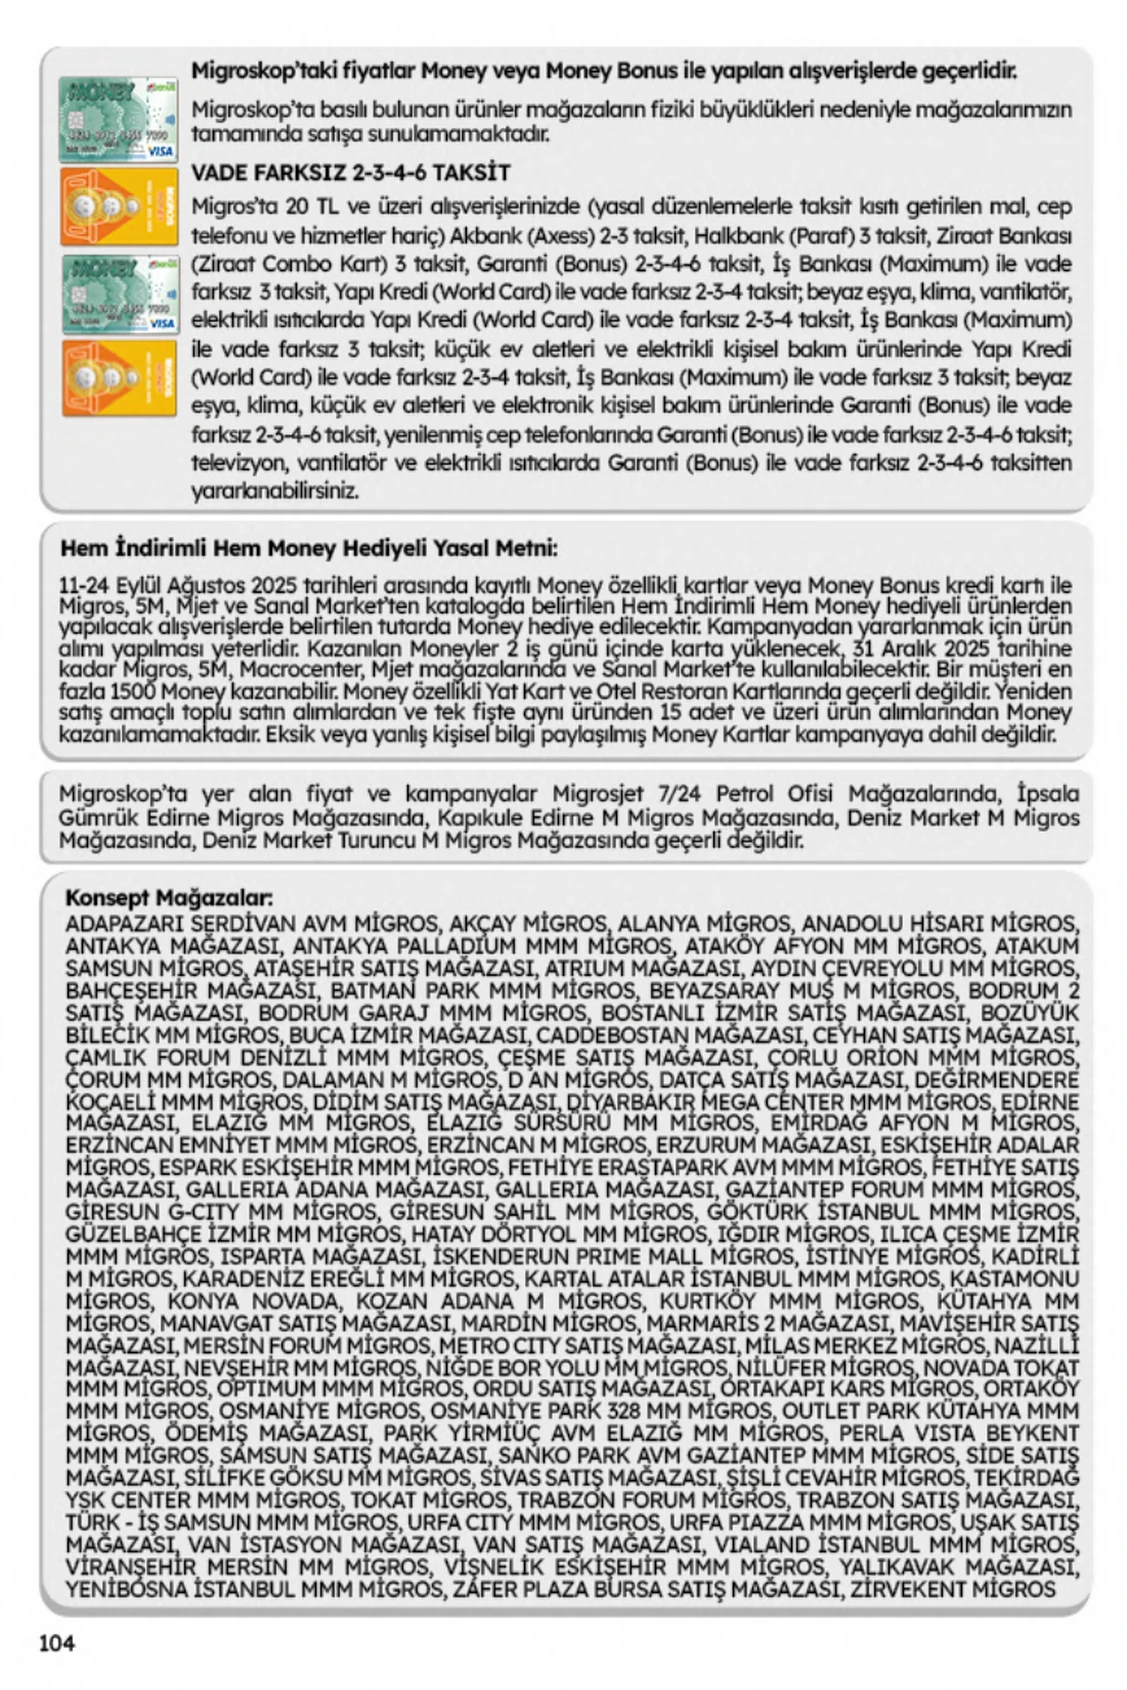 Migroskop'taki fiyatlar Money veya Money Bonus ile yapılan alışverişlerde geçerlidir.
Migroskop'ta basılı bulunan ürünler mağazaların fiziki büyüklükleri nedeniyle mağazalarımızın
tamamında satışa sunulamamaktadır.
VADE FARKSIZ 2-3-4-6 TAKSİT
Migros'ta 20 TL ve üzeri alışverişlerinizde (yasal düzenlemelerle taksit kısıtı getirilen mal, cep
telefonu ve hizmetler hariç) Akbank (Axess) 2-3 taksit, Halkbank (Paraf) 3 taksit, Ziraat Bankası
(Ziraat Combo Kart) 3 taksit, Garanti (Bonus) 2-3-4-6 taksit, İş Bankası (Maximum) ile vade
farksız 3 taksit, Yapı Kredi (World Card) ile vade farksız 2-3-4 taksit; beyaz eşya, klima, vantilatör,
elektrikli ısıtıcılarda Yapı Kredi (World Card) ile vade farksız 2-3-4 taksit, İş Bankası (Maximum)
ile vade farksız 3 taksit; küçük ev aletleri ve elektrikli kişisel bakım ürünlerinde Yapı Kredi
(World Card) ile vade farksız 2-3-4 taksit, İş Bankası (Maximum) ile vade farksız 3 taksit; beyaz
eşya, klima, küçük ev aletleri ve elektronik kişisel bakım ürünlerinde Garanti (Bonus) ile vade
farksız 2-3-4-6 taksit, yenilenmiş cep telefonlarında Garanti (Bonus) ile vade farksız 2-3-4-6 taksit;
televizyon, vantilatör ve elektrikli ısıtıcılarda Garanti (Bonus) ile vade farksız 2-3-4-6 taksitten
yararlanabilirsiniz.
MONEY
bonus
VISA
MIGROS
MONEY
bonus
VISA
MIGROS
Hem İndirimli Hem Money Hediyeli Yasal Metni:
11-24 Eylül Ağustos 2025 tarihleri arasında kayıtlı Money özellikli kartlar veya Money Bonus kredi kartı ile
Migros, 5M, Mjet ve Sanal Market'ten katalogda belirtilen Hem İndirimli Hem Money hediyeli ürünlerden
yapılacak alışverişlerde belirtilen tutarda Money hediye edilecektir. Kampanyadan yararlanmak için ürün
alımı yapılması yeterlidir. Kazanılan Moneyler 2 iş günü içinde karta yüklenecek, 31 Aralık 2025 tarihine
kadar Migros, 5M, Macrocenter, Mjet mağazalarında ve Sanal Market'te kullanılabilecektir. Bir müşteri en
fazla 1500 Money kazanabilir. Money özellikli Yat Kart ve Otel Restoran Kartlarında geçerli değildir. Yeniden
satış amaçlı toplu satın alımlardan ve tek fişte aynı üründen 15 adet ve üzeri ürün alımlarından Money
kazanılamamaktadır. Eksik veya yanlış kişisel bilgi paylaşılmış Money Kartlar kampanyaya dahil değildir.
Migroskop'ta yer alan fiyat ve kampanyalar Migrosjet 7/24 Petrol Ofisi Mağazalarında, İpsala
Gümrük Edirne Migros Mağazasında, Kapıkule Edirne M Migros Mağazasında, Deniz Market M Migros
Mağazasında, Deniz Market Turuncu M Migros Mağazasında geçerli değildir.
Konsept Mağazalar:
ADAPAZARI SERDİVAN AVM MİGROS, AKÇAY MİGROS, ALANYA MİGROS, ANADOLU HİSARI MİGROS,
ANTAKYA MAĞAZASI, ANTAKYA PALLADİUM MMM MİGROS, ATAKÖY AFYON MM MİGROS, ATAKUM
SAMSUN MİGROS, ATAŞEHİR SATIŞ MAĞAZASI, ATRIUM MAĞAZASI, AYDIN ÇEVREYOLU MM MİGROS,
BAHÇEŞEHİR MAĞAZASI, BATMAN PARK MMM MİGROS, BEYAZSARAY MUŞ M MİGROS, BODRUM 2
SATIŞ MAĞAZASI, BODRUM GARAJ MMM MİGROS, BOSTANLI İZMİR SATIŞ MAĞAZASI, BOZÜYÜK
BİLECİK MM MİGROS, BUCA İZMİR MAĞAZASI, CADDEBOSTAN MAĞAZASI, CEYHAN SATIŞ MAĞAZASI,
ÇAMLIK FORUM DENİZLİ MMM MİGROS, ÇEŞME SATIŞ MAĞAZASI, ÇORLU ORİON MMM MİGROS,
ÇORUM MM MİGROS, DALAMAN M MİGROS, D AN MİGROS, DATÇA SATIŞ MAĞAZASI, DEĞİRMENDERE
KOCAELİ MMM MİGROS, DİDİM SATIŞ MAĞAZASI, DİYARBAKIR MEGA CENTER MMM MİGROS, EDİRNE
MAĞAZASI, ELAZIĞ MM MİGROS, ELAZIĞ SÜRSÜRÜ MM MİGROS, EMİRDAĞ AFYON M MİGROS,
ERZİNCAN EMNİYET MMM MİGROS, ERZİNCAN M MİGROS, ERZURUM MAĞAZASI, ESKİŞEHİR ADALAR
MİGROS, ESPARK ESKİŞEHİR MMM MİGROS, FETHİYE ERASTAPARK AVM MMM MİGROS, FETHİYE SATIŞ
MAĞAZASI, GALLERIA ADANA MAĞAZASI, GALLERIA MAĞAZASI, GAZİANTEP FORUM MMM MİGROS,
GİRESUN G-CITY MM MİGROS, GİRESUN SAHİL MM MİGROS, GÖKTÜRK İSTANBUL MMM MİGROS,
GÜZELBAHÇE İZMİR MM MİGROS, HATAY DÖRTYOL MM MİGROS, IĞDIR MİGROS, ILICA ÇEŞME İZMİR
MMM MİGROS, ISPARTA MAĞAZASI, İSKENDERUN PRIME MALL MİGROS, İSTİNYE MİGROS, KADİRLİ
M MİGROS, KARADENİZ EREĞLİ MM MİGROS, KARTAL ATALAR İSTANBUL MMM MİGROS, KASTAMONU
MİGROS, KONYA NOVADA, KOZAN ADANA M MİGROS, KURTKÖY MMM MİGROS, KÜTAHYA MM
MİGROS, MANAVGAT SATIŞ MAĞAZASI, MARDİN MİGROS, MARMARİS 2 MAĞAZASI, MAVİŞEHİR SATIŞ
MAĞAZASI, MERSİN FORUM MİGROS, METRO CITY SATIŞ MAĞAZASI, MİLAS MERKEZ MİGROS, NAZİLLİ
MAĞAZASI, NEVŞEHİR MM MİGROS, NİĞDE BOR YOLU MM MİGROS, NİLÜFER MİGROS, NOVADA TOKAT
MMM MİGROS, OPTIMUM MMM MİGROS, ORDU SATIŞ MAĞAZASI, ORTAKAPI KARS MİGROS, ORTAKÖY
MMM MİGROS, OSMANİYE MİGROS, OSMANİYE PARK 328 MM MİGROS, OUTLET PARK KÜTAHYA MMM
MİGROS, ÖDEMİŞ MAĞAZASI, PARK YİRMİÜÇ AVM ELAZIĞ MM MİGROS, PERLA VISTA BEYKENT
MMM MİGROS, SAMSUN SATIŞ MAĞAZASI, SANKO PARK AVM GAZİANTEP MMM MİGROS, SİDE SATIŞ
MAĞAZASI, SİLİFKE GÖKSU MM MİGROS, SİVAS SATIŞ MAĞAZASI, ŞİŞLİ CEVAHİR MİGROS, TEKİRDAĞ
YSK CENTER MMM MİGROS, TOKAT MİGROS, TRABZON FORUM MİGROS, TRABZON SATIŞ MAĞAZASI,
TÜRK - İŞ SAMSUN MMM MİGROS, URFA CITY MMM MİGROS, URFA PIAZZA MMM MİGROS, UŞAK SATIŞ
MAĞAZASI, VAN İSTASYON MAĞAZASI, VAN SATIŞ MAĞAZASI, VIALAND İSTANBUL MMM MİGROS,
VİRANŞEHİR MERSİN MM MİGROS, VİŞNELİK ESKİŞEHİR MMM MİGROS, YALIKAVAK MAĞAZASI,
YENİBOSNA İSTANBUL MMM MİGROS, ZAFER PLAZA BURSA SATIŞ MAĞAZASI, ZİRVEKENT MİGROS
104